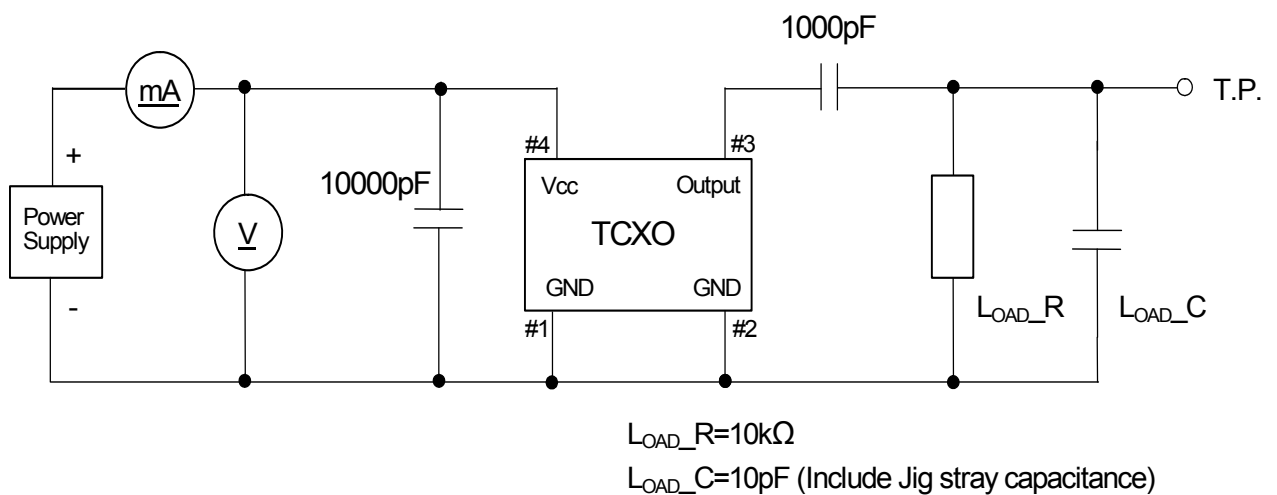 1000pF
mA
T.P.
+
#4
#3
10000pF
Vcc
Output
Power
Supply
TCXO
V
GND
GND
-
#1
#2
LOAD_R
LOAD_C
LOAD_R=10kΩ
LOAD_C=10pF (Include Jig stray capacitance)